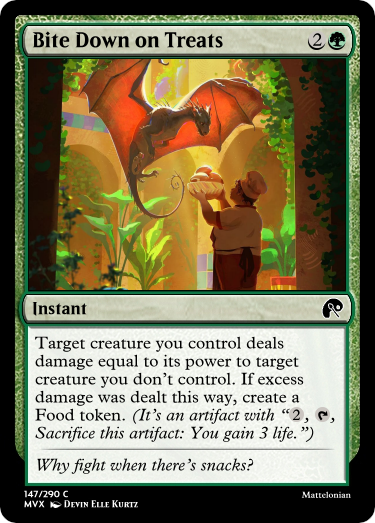 Bite Down on Treats 2
Instant
Target creature you control deals
damage equal to its power to target
creature you don't control. If excess
damage was dealt this way, create a
Food token. (It's an artifact with “2, ,
Sacrifice this artifact: You gain 3 life.”)
Why fight when there's snacks?
147/290 C
MVX Devin Elle Kurtz
Mattelonian